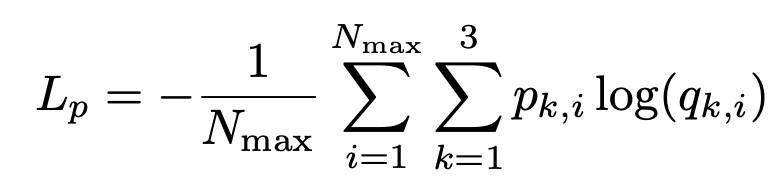 L_p = -\frac{1}{N_{\max}} \sum_{i=1}^{N_{\max}} \sum_{k=1}^{3} p_{k,i} \log(q_{k,i})